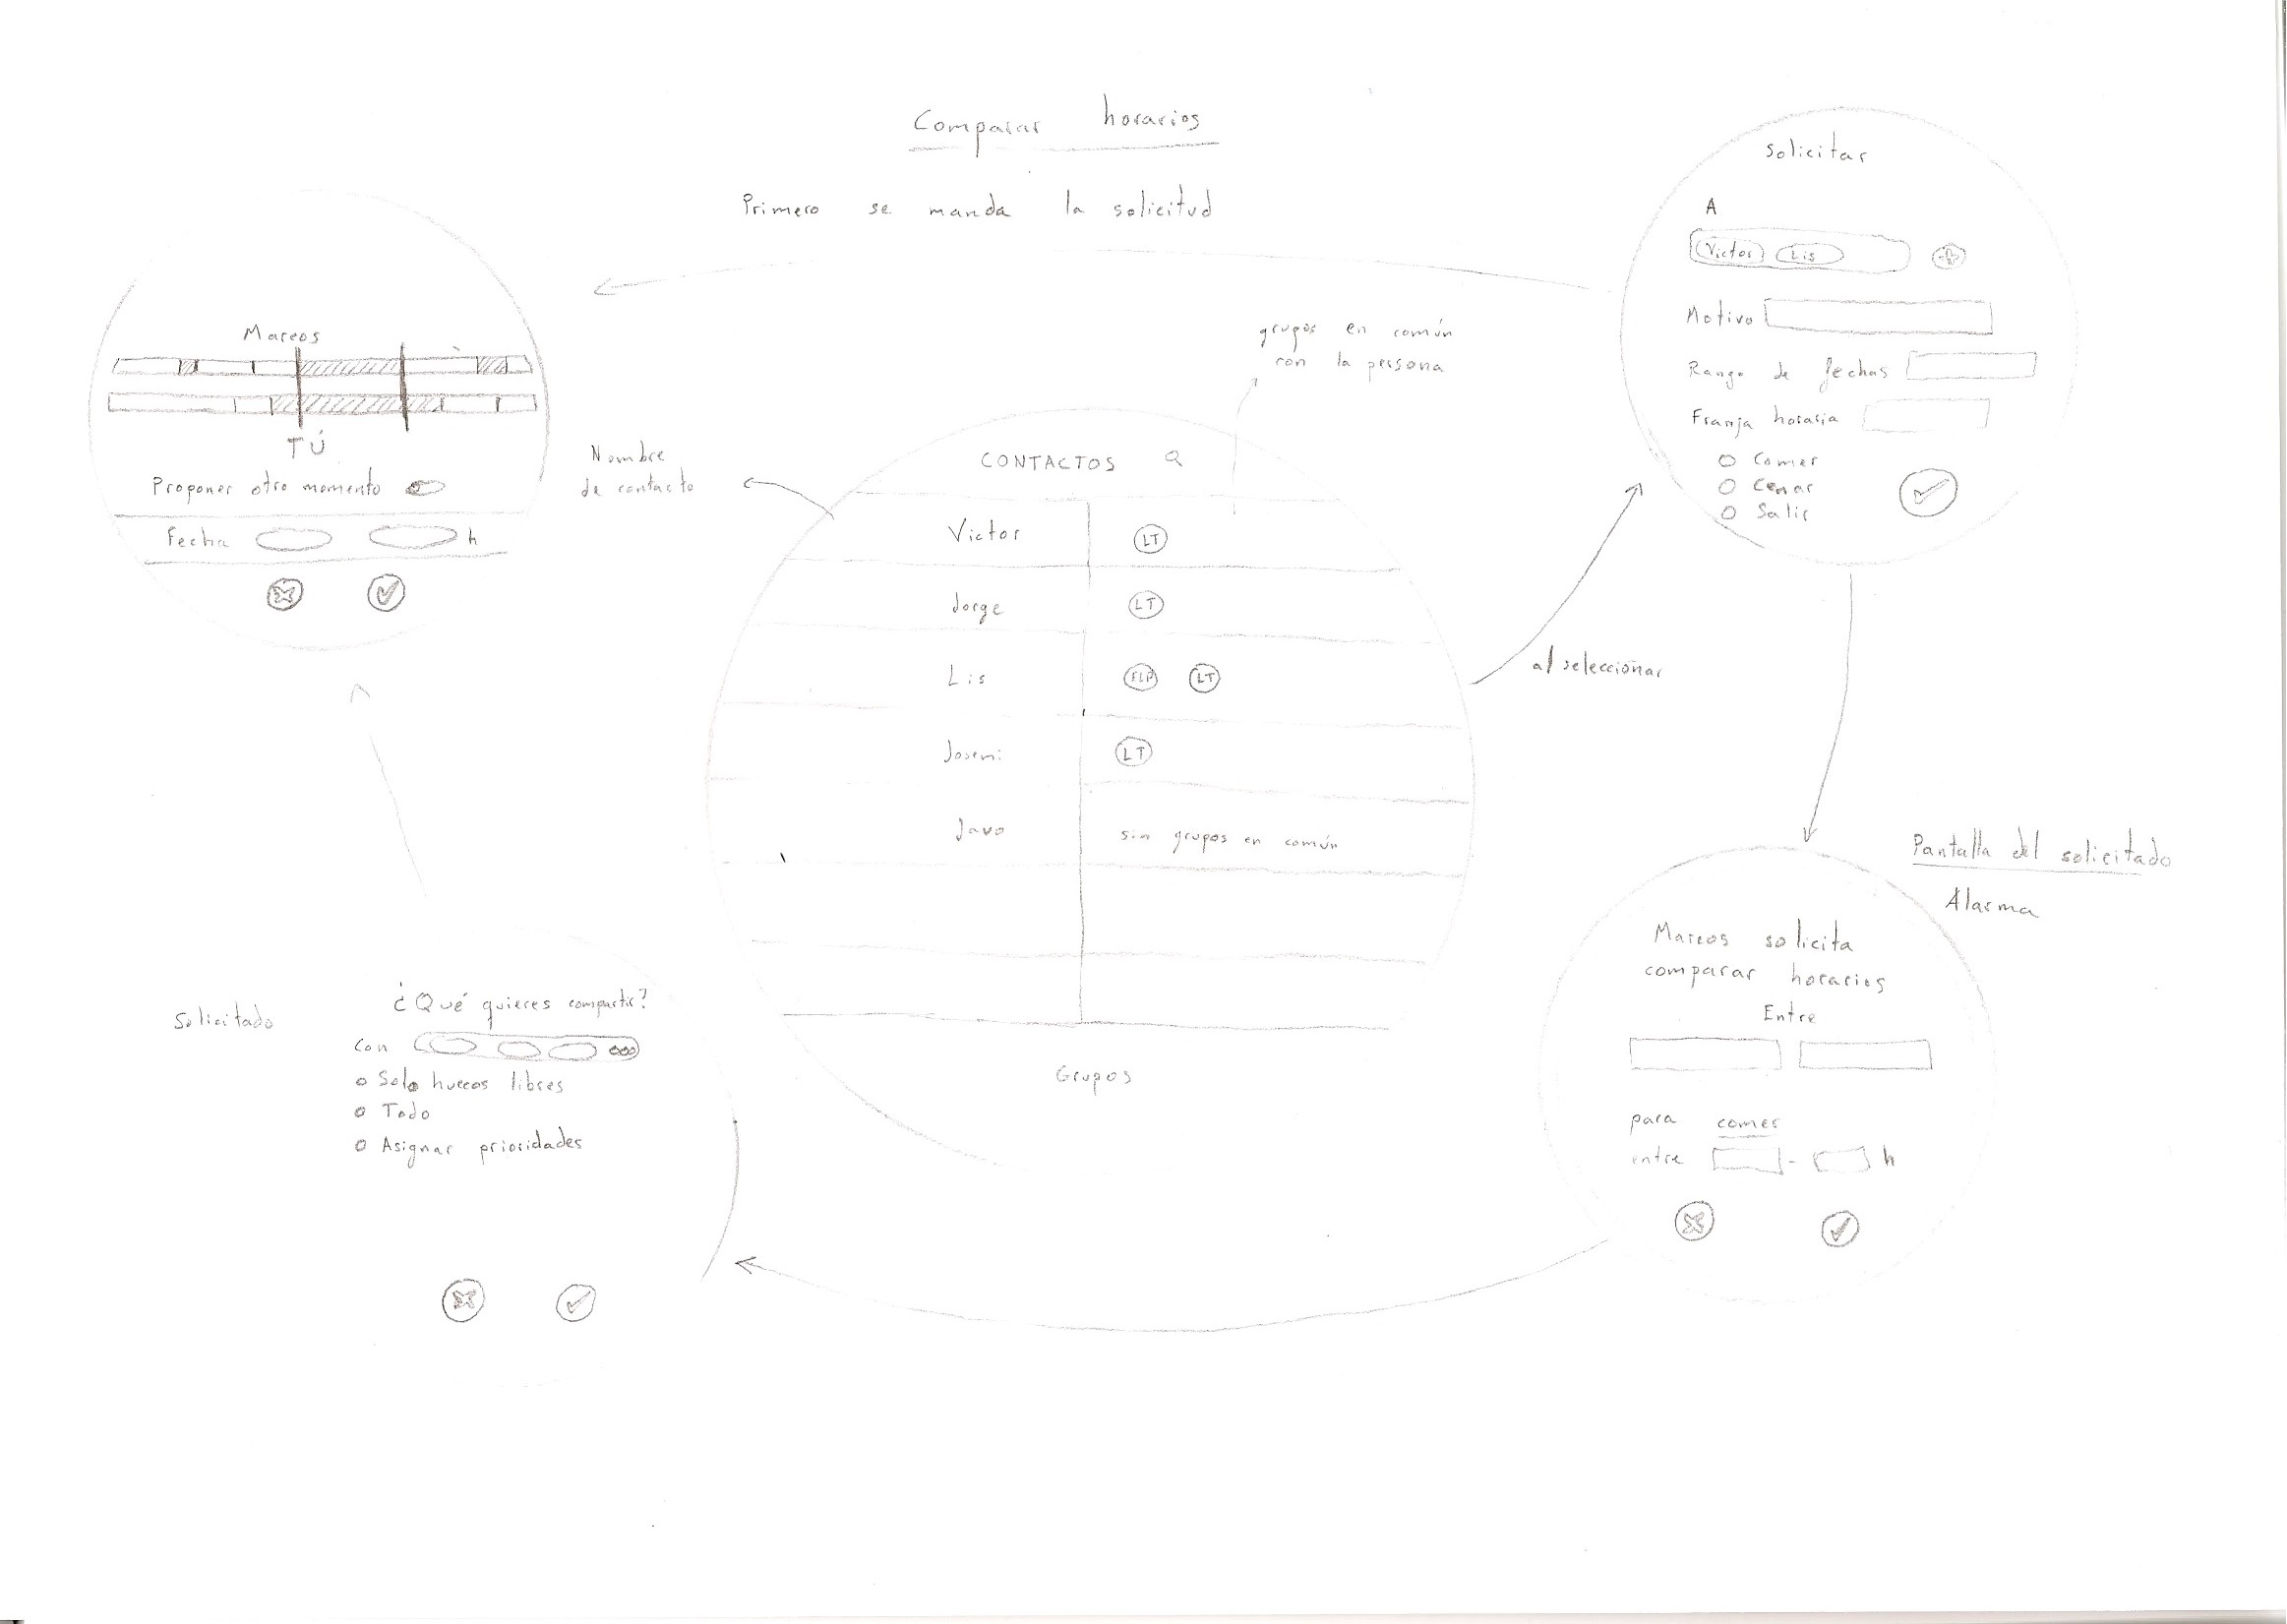 Comparar horarios
Primero se manda la solicitud
Marcos
TÚ
Proponer otro momento
Fecha h
Nombre
de contacto
grupos en común
con la persona
CONTACTOS
Victor LT
Jorge LT
Lis FLP LT
Josemi LT
Javo sin grupos en común
Grupos
al seleccionar
Solicitar
A
Victor Lis +
Motivo
Rango de fechas
Franja horaria
Comer
Cenar
Salir
Pantalla del solicitado
Alarma
Marcos solicita
comparar horarios
Entre
para comer
entre - h
Solicitado
¿Qué quieres compartir?
Con
Solo huecos libres
Todo
Asignar prioridades